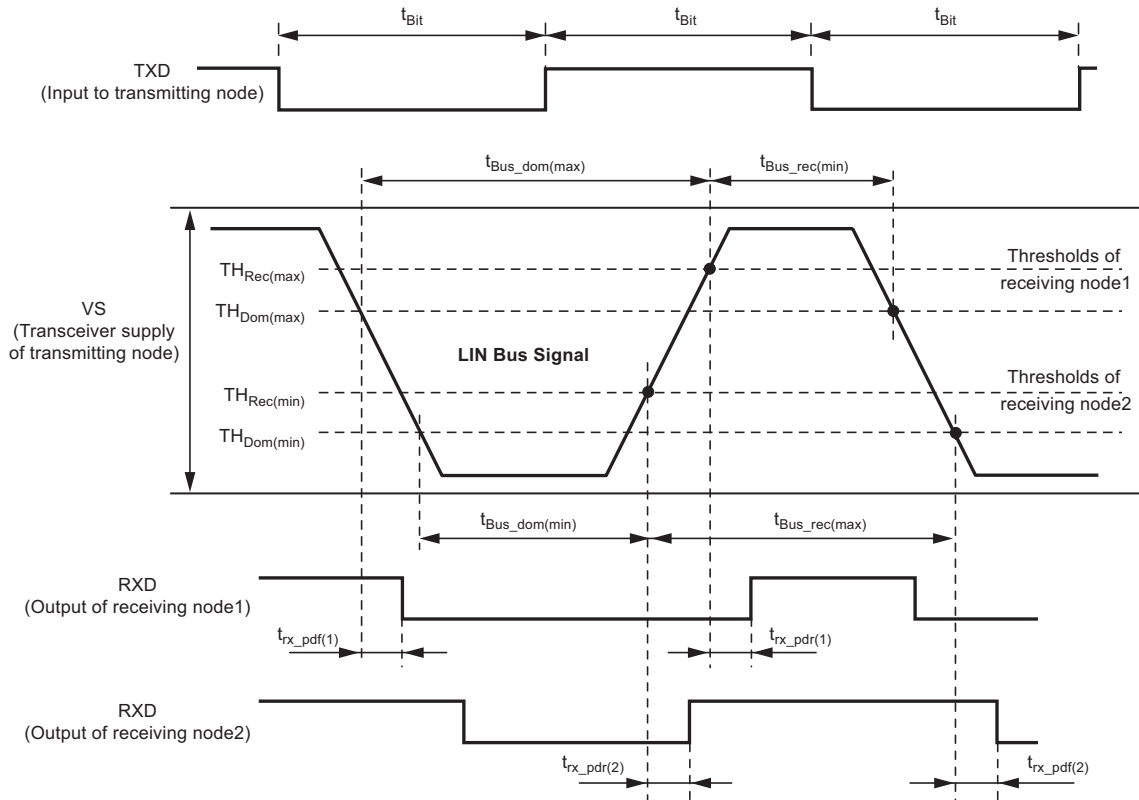 tBit
tBit
tBit
TXD
(Input to transmitting node)
tBus_dom(max)
tBus_rec(min)
THRec(max)
Thresholds of
receiving node1
THDom(max)
VS
(Transceiver supply
of transmitting node)
LIN Bus Signal
THRec(min)
Thresholds of
receiving node2
THDom(min)
tBus_dom(min)
tBus_rec(max)
RXD
(Output of receiving node1)
trx_pdf(1)
trx_pdr(1)
RXD
(Output of receiving node2)
trx_pdr(2)
trx_pdf(2)